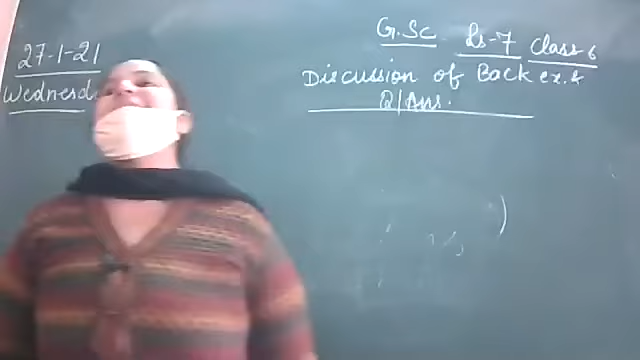 27-1-21
Wednesd
G.Sc. Ls-7 Class-6
Discussion of Back ex. &
Q/Ans.